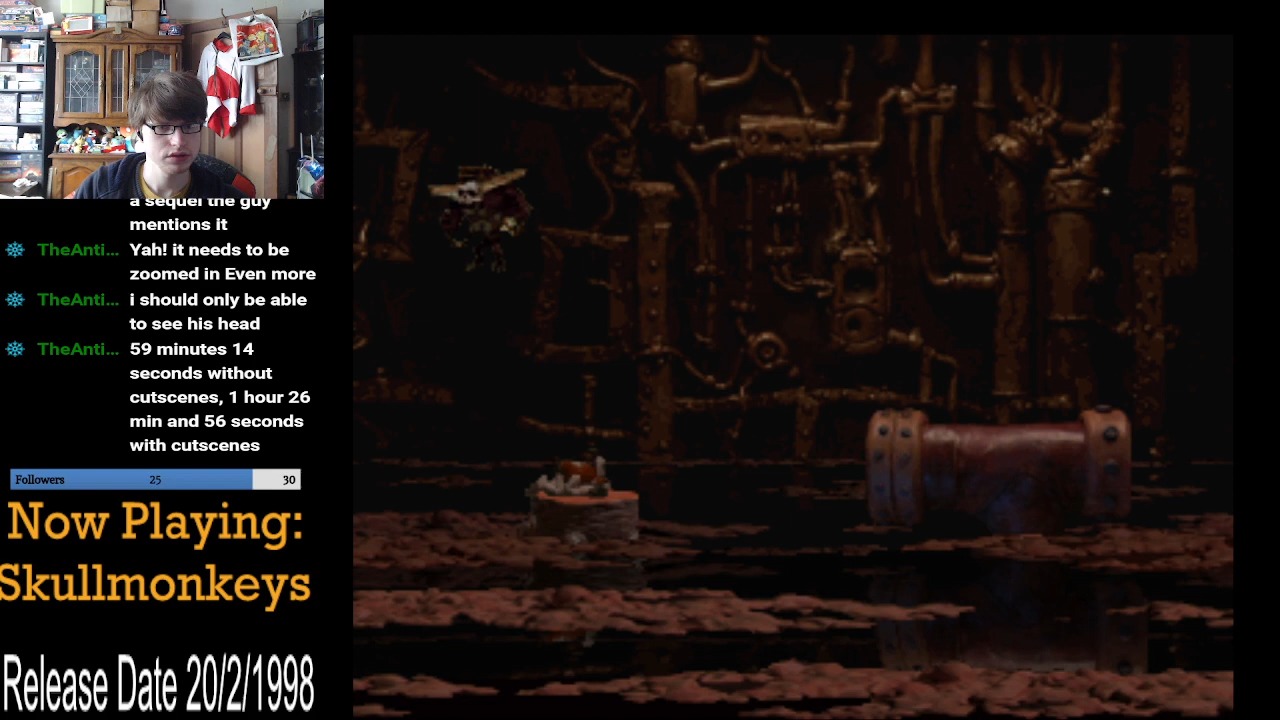 a sequel the guy
mentions it
TheAnti... Yah! it needs to be
zoomed in Even more
TheAnti... i should only be able
to see his head
TheAnti... 59 minutes 14
seconds without
cutscenes, 1 hour 26
min and 56 seconds
with cutscenes
Followers 25 30
Now Playing:
Skullmonkeys
Release Date 20/2/1998